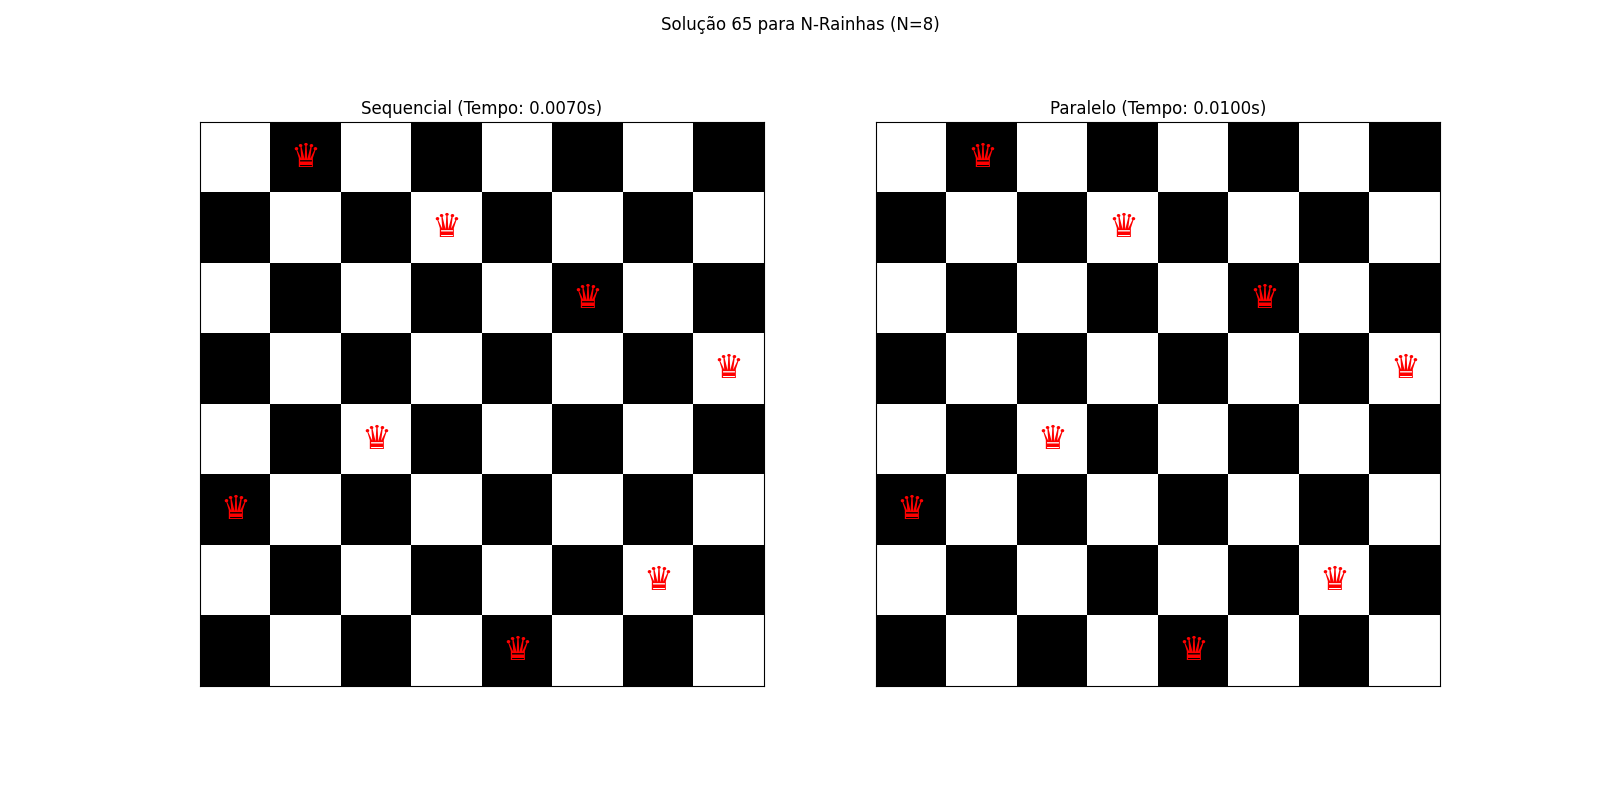 Solução 65 para N-Rainhas (N=8)
Sequencial (Tempo: 0.0070s)
Paralelo (Tempo: 0.0100s)